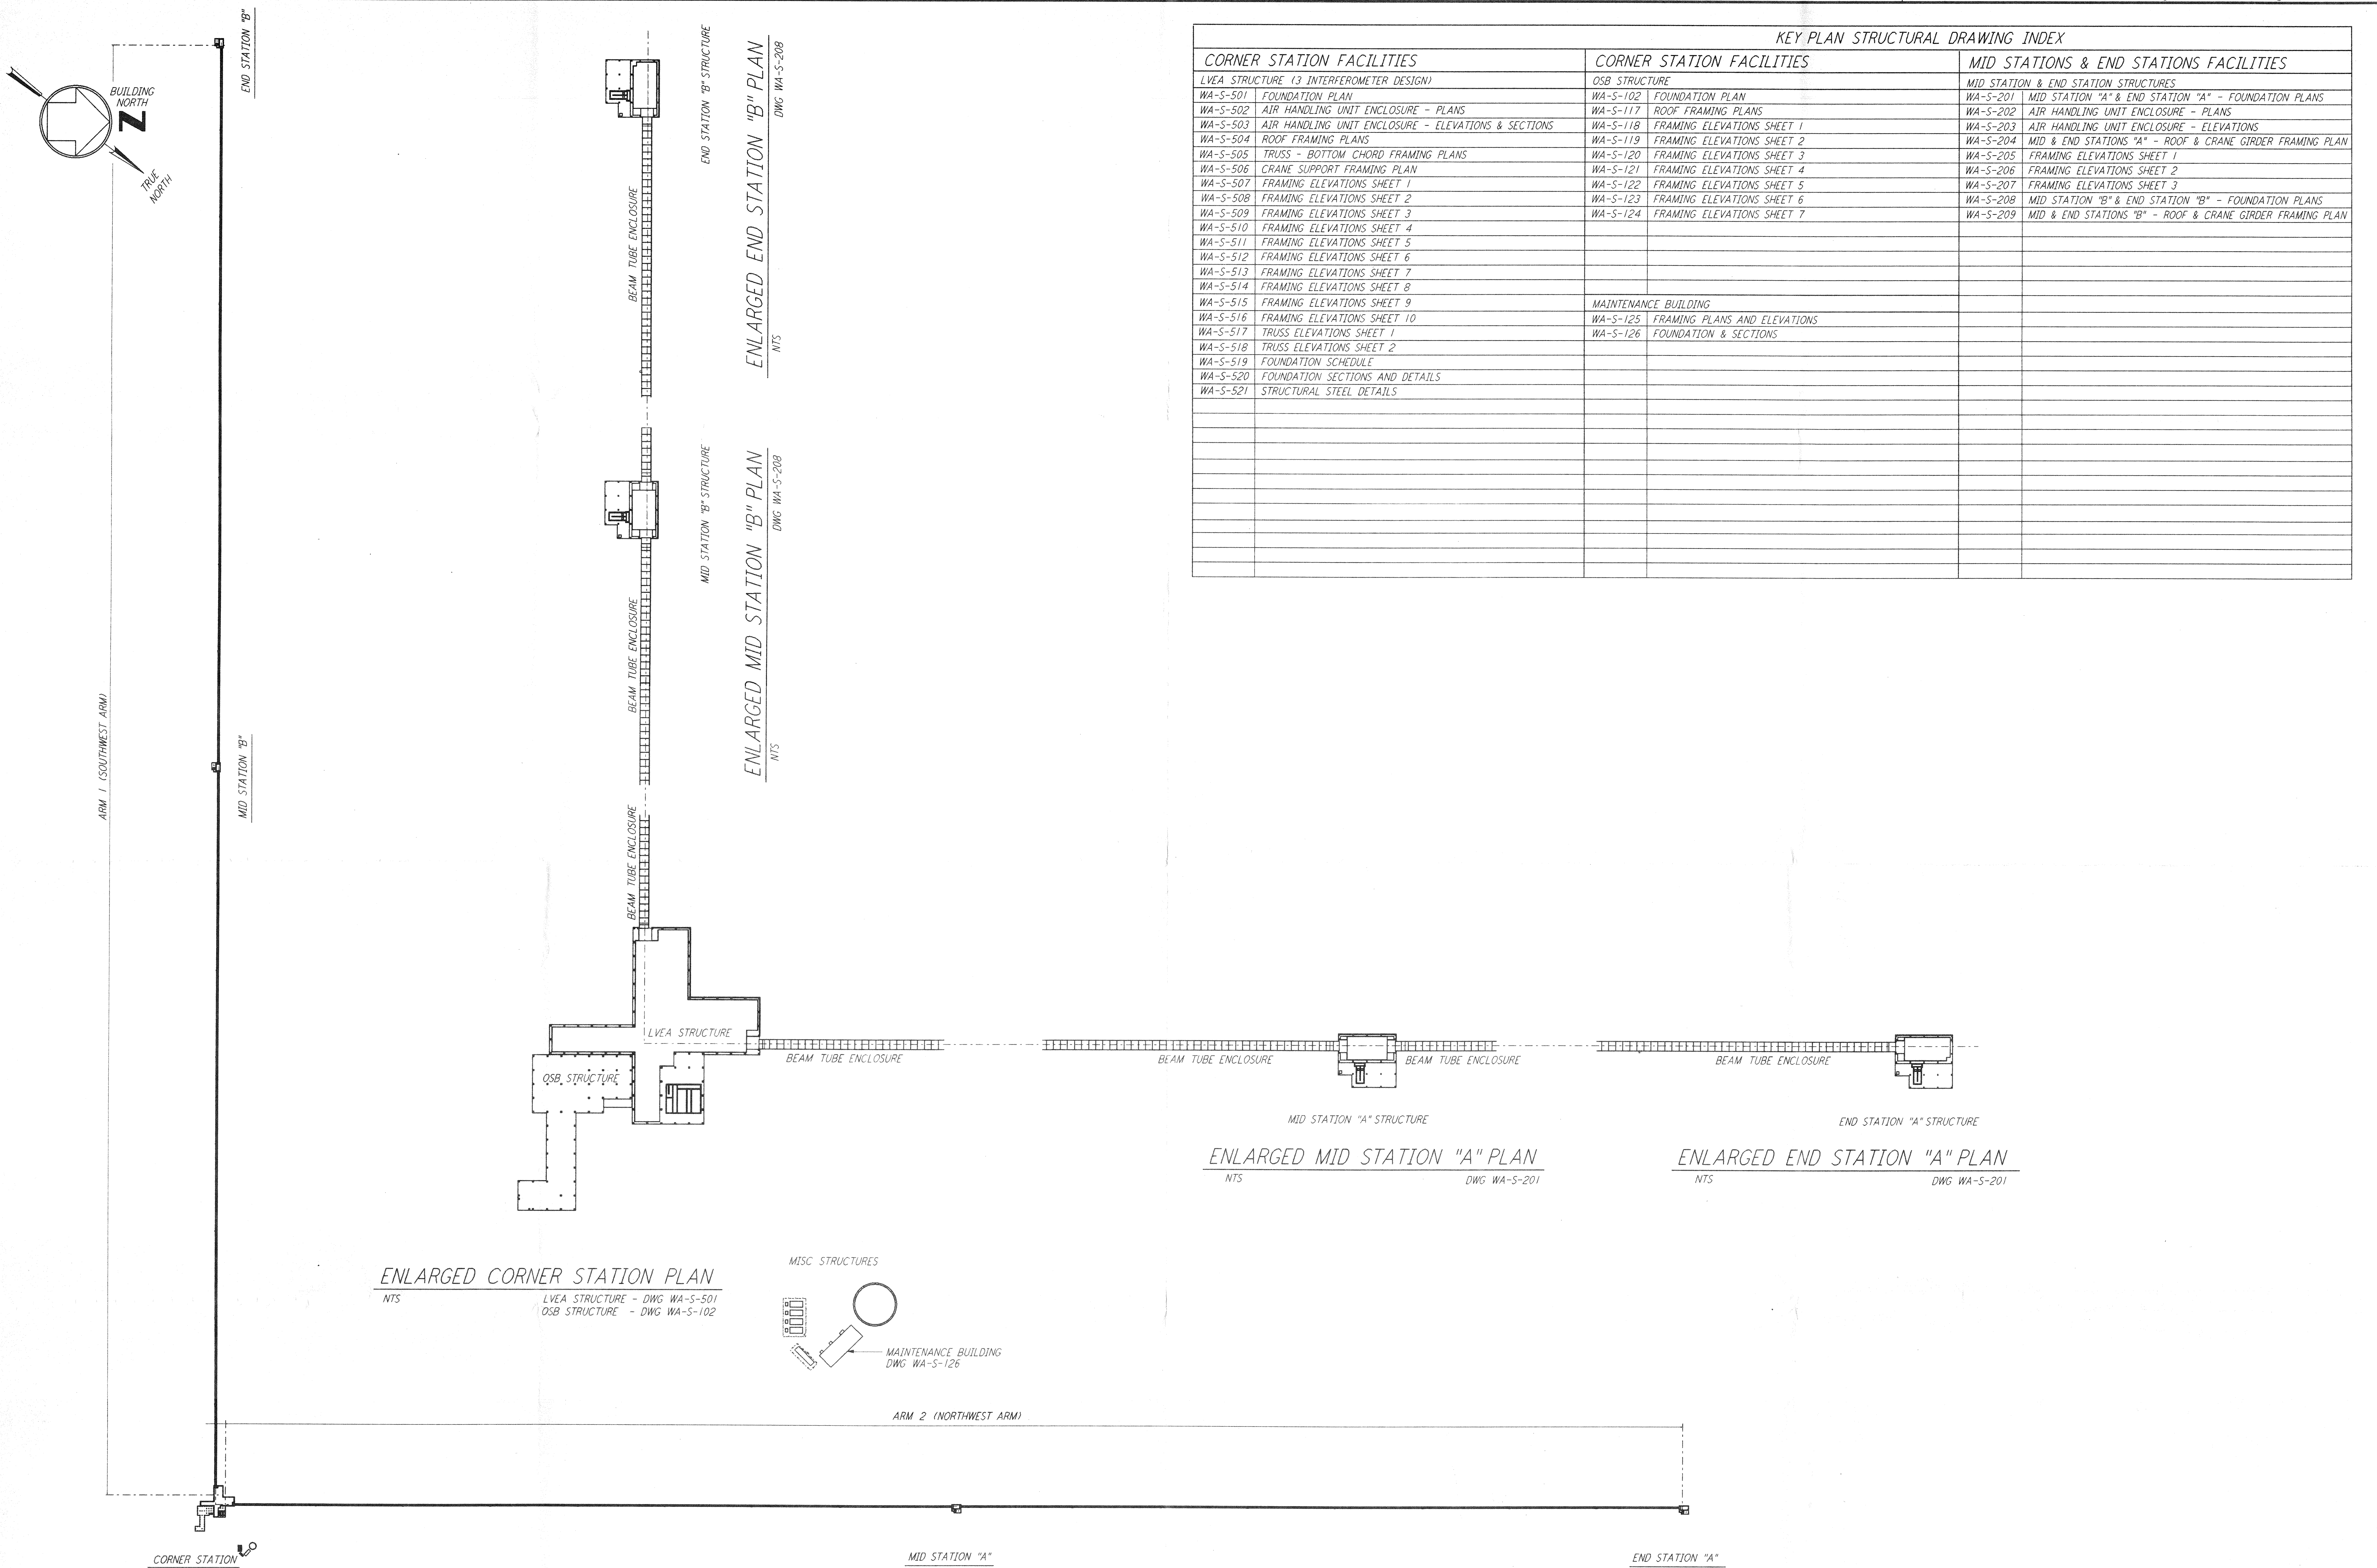 KEY PLAN STRUCTURAL DRAWING INDEX
CORNER STATION FACILITIES
LVEA STRUCTURE (3 INTERFEROMETER DESIGN)
WA-S-501 FOUNDATION PLAN
WA-S-502 AIR HANDLING UNIT ENCLOSURE - PLANS
WA-S-503 AIR HANDLING UNIT ENCLOSURE - ELEVATIONS & SECTIONS
WA-S-504 ROOF FRAMING PLANS
WA-S-505 TRUSS - BOTTOM CHORD FRAMING PLANS
WA-S-506 CRANE SUPPORT FRAMING PLAN
WA-S-507 FRAMING ELEVATIONS SHEET 1
WA-S-508 FRAMING ELEVATIONS SHEET 2
WA-S-509 FRAMING ELEVATIONS SHEET 3
WA-S-510 FRAMING ELEVATIONS SHEET 4
WA-S-511 FRAMING ELEVATIONS SHEET 5
WA-S-512 FRAMING ELEVATIONS SHEET 6
WA-S-513 FRAMING ELEVATIONS SHEET 7
WA-S-514 FRAMING ELEVATIONS SHEET 8
WA-S-515 FRAMING ELEVATIONS SHEET 9
WA-S-516 FRAMING ELEVATIONS SHEET 10
WA-S-517 TRUSS ELEVATIONS SHEET 1
WA-S-518 TRUSS ELEVATIONS SHEET 2
WA-S-519 FOUNDATION SCHEDULE
WA-S-520 FOUNDATION SECTIONS AND DETAILS
WA-S-521 STRUCTURAL STEEL DETAILS
CORNER STATION FACILITIES
OSB STRUCTURE
WA-S-102 FOUNDATION PLAN
WA-S-117 ROOF FRAMING PLANS
WA-S-118 FRAMING ELEVATIONS SHEET 1
WA-S-119 FRAMING ELEVATIONS SHEET 2
WA-S-120 FRAMING ELEVATIONS SHEET 3
WA-S-121 FRAMING ELEVATIONS SHEET 4
WA-S-122 FRAMING ELEVATIONS SHEET 5
WA-S-123 FRAMING ELEVATIONS SHEET 6
WA-S-124 FRAMING ELEVATIONS SHEET 7
MAINTENANCE BUILDING
WA-S-125 FRAMING PLANS AND ELEVATIONS
WA-S-126 FOUNDATION & SECTIONS
MID STATIONS & END STATIONS FACILITIES
MID STATION & END STATION STRUCTURES
WA-S-201 MID STATION "A" & END STATION "A" - FOUNDATION PLANS
WA-S-202 AIR HANDLING UNIT ENCLOSURE - PLANS
WA-S-203 AIR HANDLING UNIT ENCLOSURE - ELEVATIONS
WA-S-204 MID & END STATIONS "A" - ROOF & CRANE GIRDER FRAMING PLAN
WA-S-205 FRAMING ELEVATIONS SHEET 1
WA-S-206 FRAMING ELEVATIONS SHEET 2
WA-S-207 FRAMING ELEVATIONS SHEET 3
WA-S-208 MID STATION "B" & END STATION "B" - FOUNDATION PLANS
WA-S-209 MID & END STATIONS "B" - ROOF & CRANE GIRDER FRAMING PLAN
BUILDING
NORTH
N
TRUE
NORTH
END STATION "B"
ARM 1 (SOUTHWEST ARM)
MID STATION "B"
BEAM TUBE ENCLOSURE
END STATION "B" STRUCTURE
ENLARGED END STATION "B" PLAN
NTS
DWG WA-S-208
BEAM TUBE ENCLOSURE
MID STATION "B" STRUCTURE
ENLARGED MID STATION "B" PLAN
NTS
DWG WA-S-208
BEAM TUBE ENCLOSURE
LVEA STRUCTURE
OSB STRUCTURE
BEAM TUBE ENCLOSURE
BEAM TUBE ENCLOSURE
BEAM TUBE ENCLOSURE
BEAM TUBE ENCLOSURE
MID STATION "A" STRUCTURE
END STATION "A" STRUCTURE
ENLARGED MID STATION "A" PLAN
NTS
DWG WA-S-201
ENLARGED END STATION "A" PLAN
NTS
DWG WA-S-201
ENLARGED CORNER STATION PLAN
NTS
LVEA STRUCTURE - DWG WA-S-501
OSB STRUCTURE - DWG WA-S-102
MISC STRUCTURES
MAINTENANCE BUILDING
DWG WA-S-126
ARM 2 (NORTHWEST ARM)
CORNER STATION
MID STATION "A"
END STATION "A"